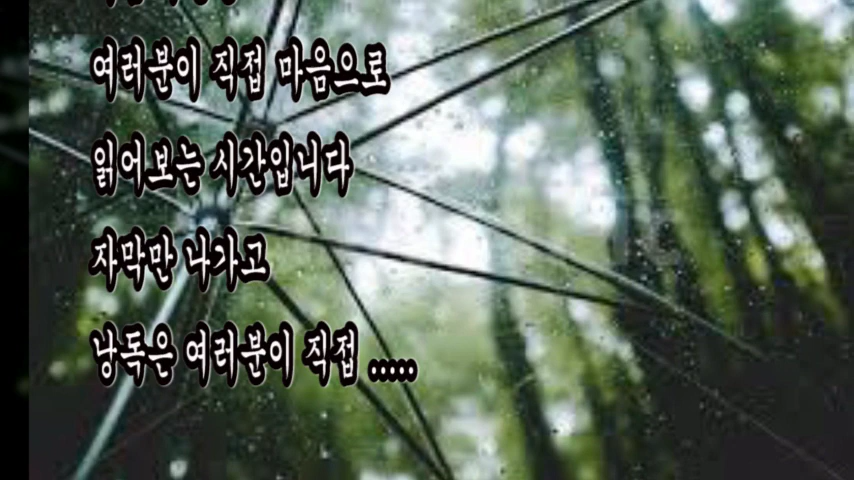 여러분이 직접 마음으로
읽어보는 시간입니다
자막만 나가고
낭독은 여러분이 직접 .....